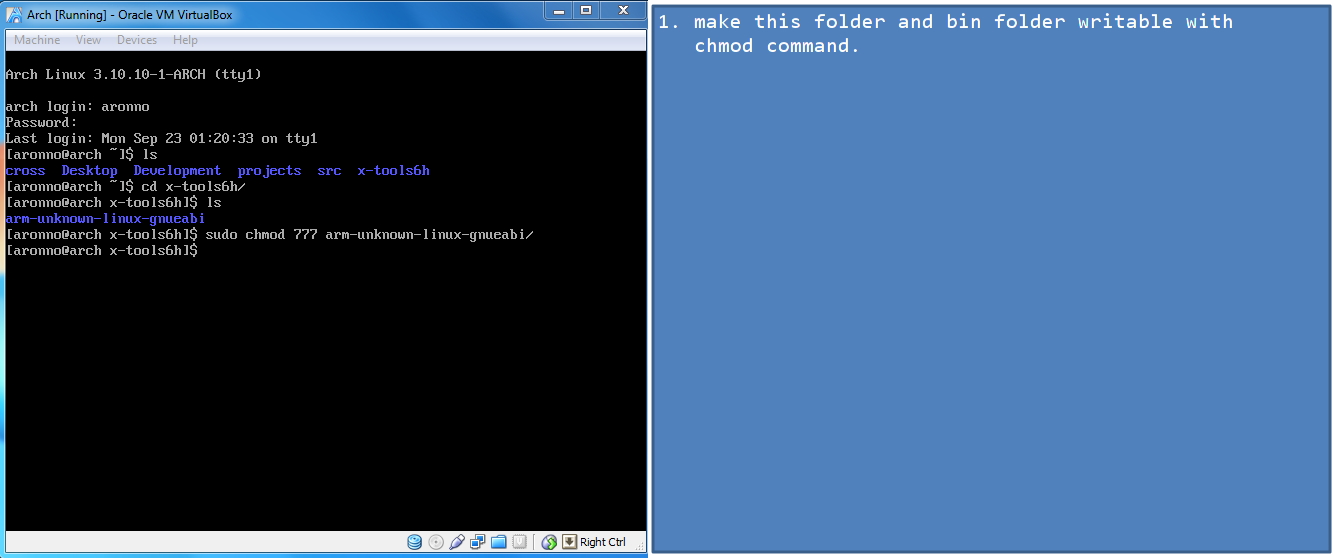 Arch [Running] - Oracle VM VirtualBox
Machine View Devices Help
Arch Linux 3.10.10-1-ARCH (tty1)
arch login: aronno
Password:
Last login: Mon Sep 23 01:20:33 on tty1
[aronno@arch ~]$ ls
cross Desktop Development projects src x-tools6h
[aronno@arch ~]$ cd x-tools6h/
[aronno@arch x-tools6h]$ ls
arm-unknown-linux-gnueabi
[aronno@arch x-tools6h]$ sudo chmod 777 arm-unknown-linux-gnueabi/
[aronno@arch x-tools6h]$
Right Ctrl
1. make this folder and bin folder writable with
chmod command.